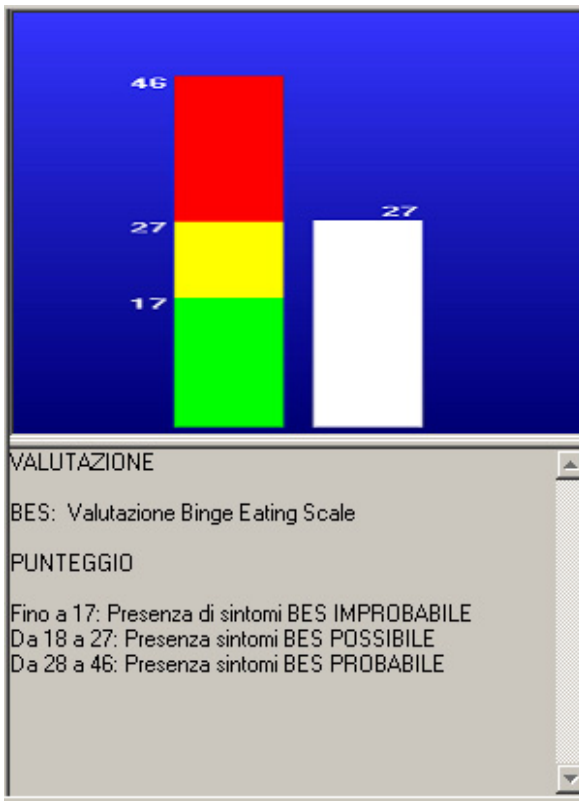 46
27
27
17
VALUTAZIONE
BES:  Valutazione Binge Eating Scale
PUNTEGGIO
Fino a 17: Presenza di sintomi BES IMPROBABILE
Da 18 a 27: Presenza sintomi BES POSSIBILE
Da 28 a 46: Presenza sintomi BES PROBABILE